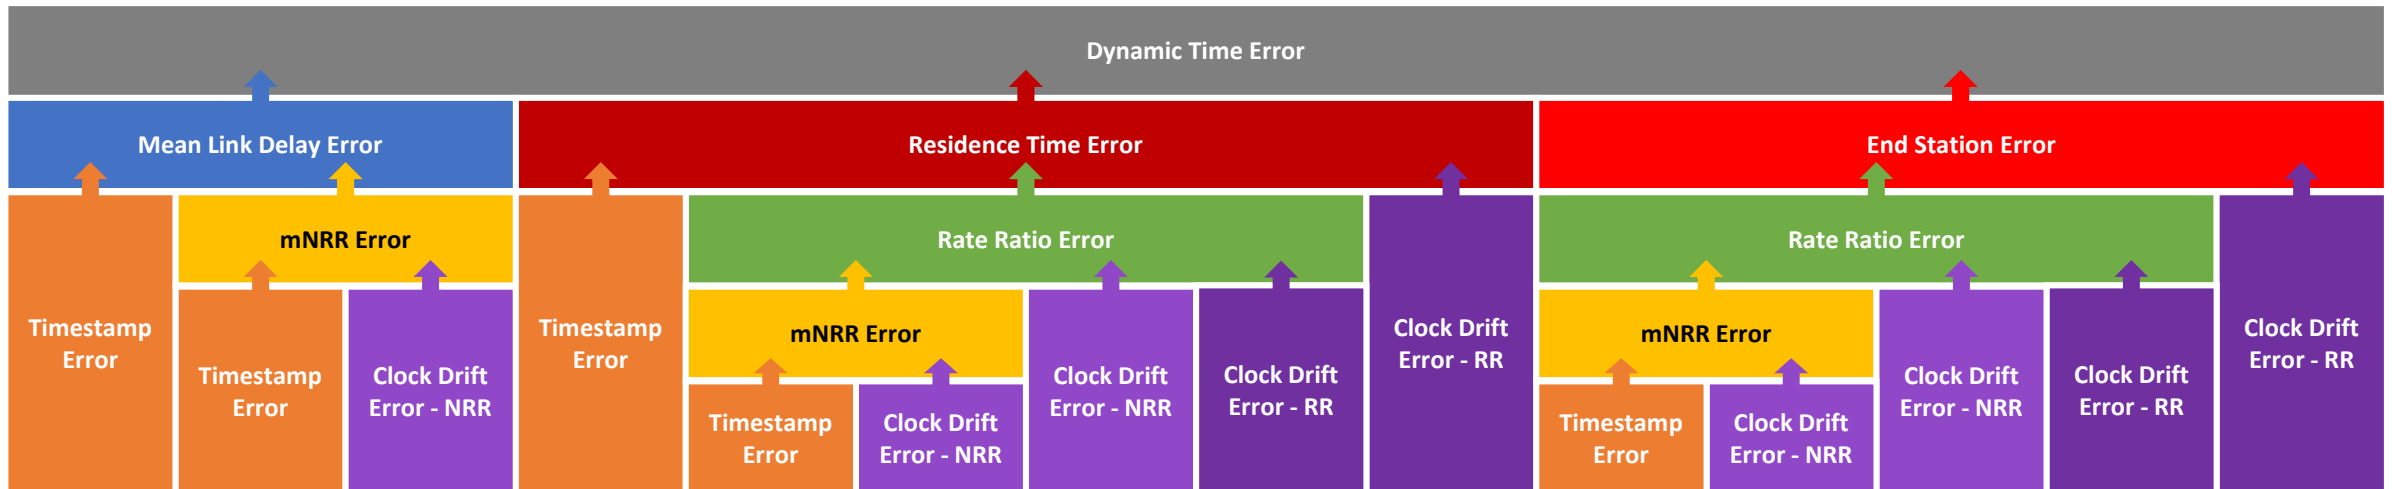 Dynamic Time Error
Mean Link Delay Error
Residence Time Error
End Station Error
Timestamp
Error
mNRR Error
Timestamp
Error
Clock Drift
Error - NRR
Timestamp
Error
Rate Ratio Error
mNRR Error
Timestamp
Error
Clock Drift
Error - NRR
Clock Drift
Error - NRR
Clock Drift
Error - RR
Clock Drift
Error - RR
Rate Ratio Error
mNRR Error
Timestamp
Error
Clock Drift
Error - NRR
Clock Drift
Error - NRR
Clock Drift
Error - RR
Clock Drift
Error - RR